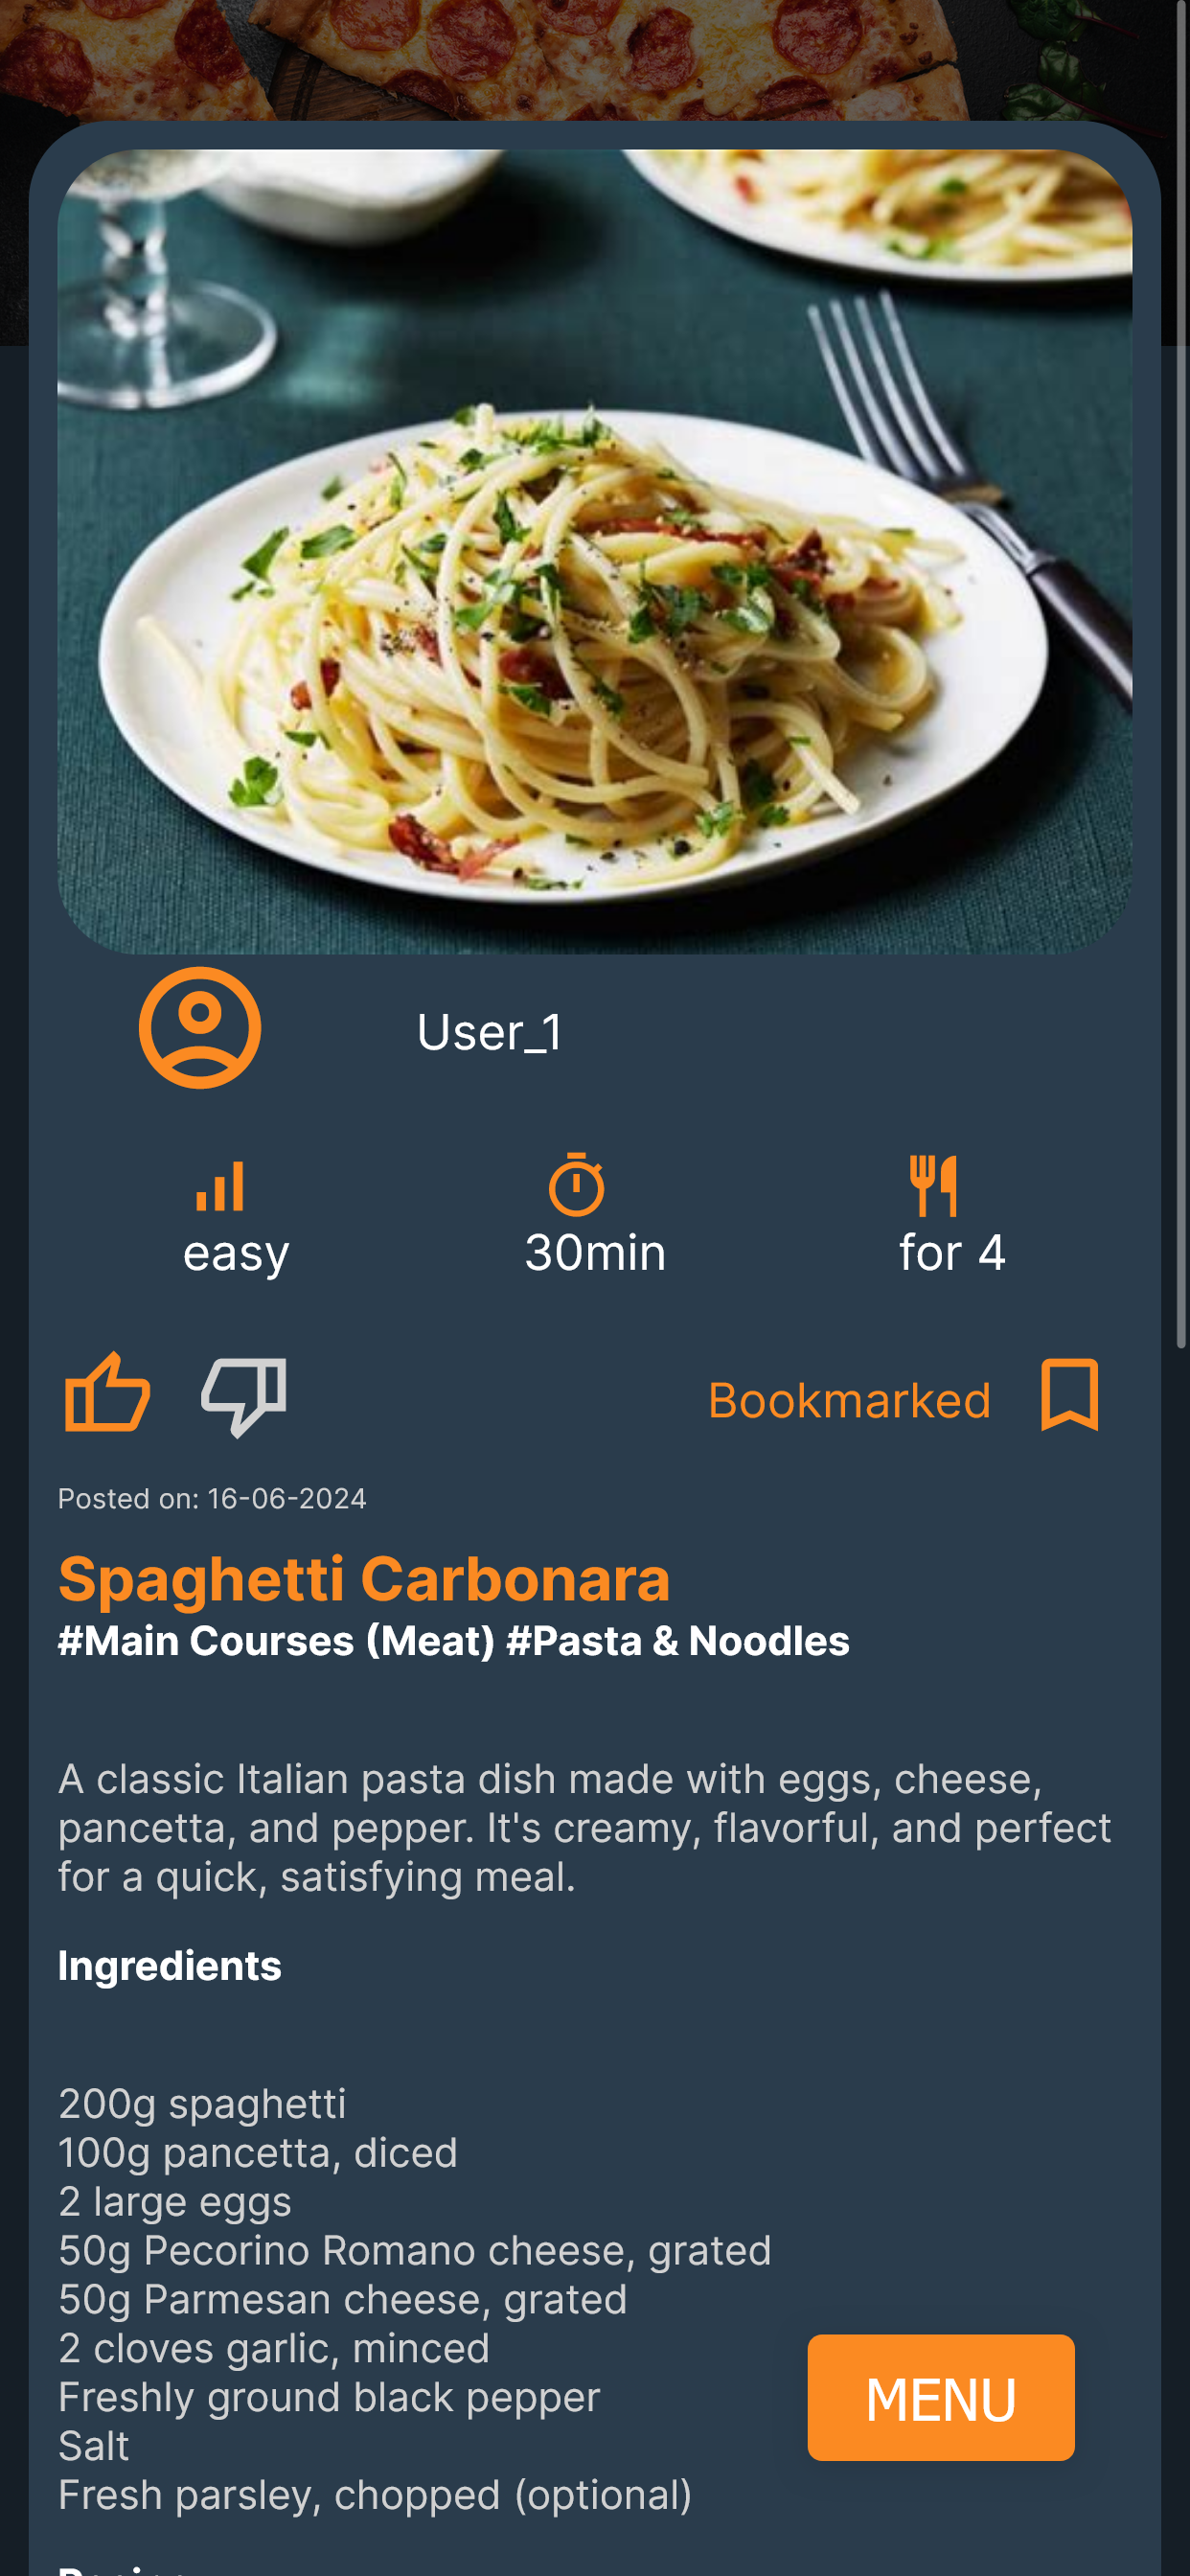 User_1
easy
30min
for 4
Bookmarked
Posted on: 16-06-2024
Spaghetti Carbonara
#Main Courses (Meat) #Pasta & Noodles
A classic Italian pasta dish made with eggs, cheese,
pancetta, and pepper. It's creamy, flavorful, and perfect
for a quick, satisfying meal.
Ingredients
200g spaghetti
100g pancetta, diced
2 large eggs
50g Pecorino Romano cheese, grated
50g Parmesan cheese, grated
2 cloves garlic, minced
Freshly ground black pepper
Salt
Fresh parsley, chopped (optional)
MENU